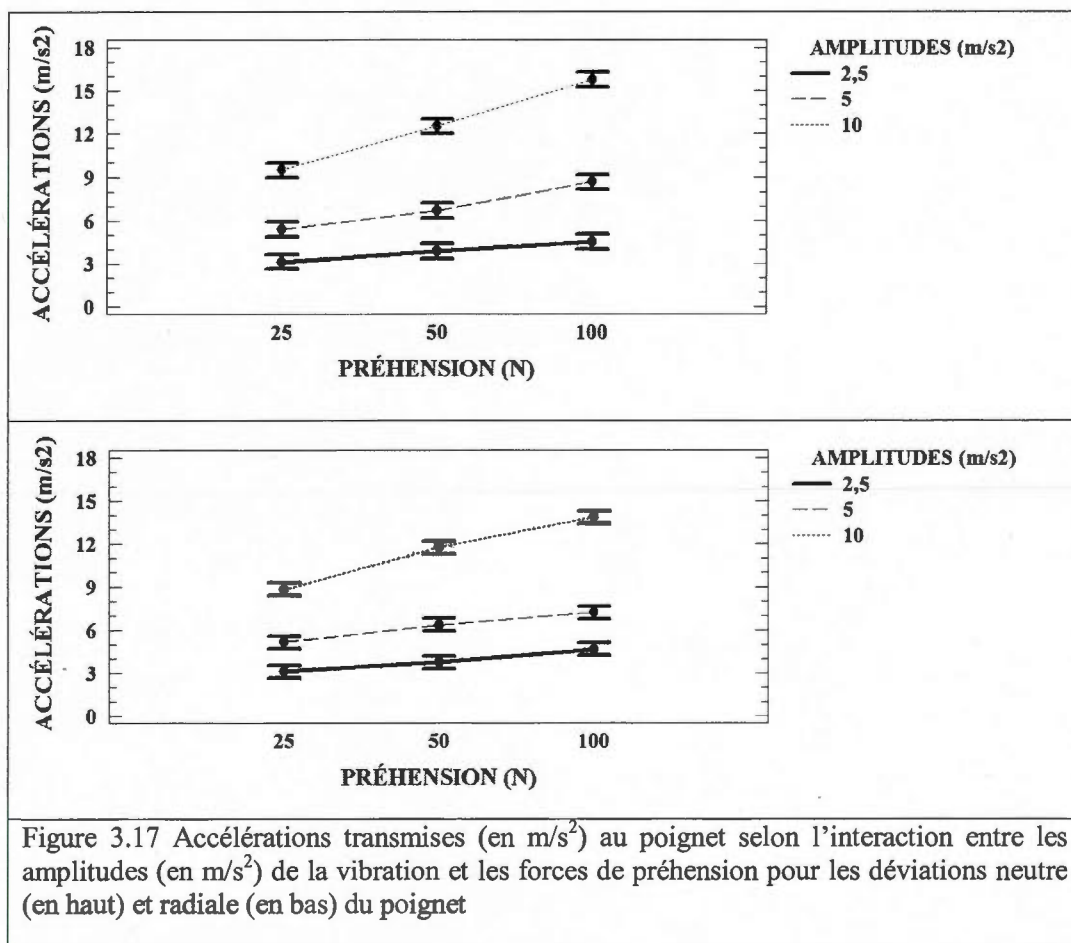 ACCÉLÉRATIONS (m/s2)
18
15
12
9
6
3
0
25 50 100
PRÉHENSION (N)
AMPLITUDES (m/s2)
2,5
5
10
ACCÉLÉRATIONS (m/s2)
18
15
12
9
6
3
0
25 50 100
PRÉHENSION (N)
AMPLITUDES (m/s2)
2,5
5
10
Figure 3.17 Accélérations transmises (en m/s²) au poignet selon l'interaction entre les
amplitudes (en m/s²) de la vibration et les forces de préhension pour les déviations neutre
(en haut) et radiale (en bas) du poignet